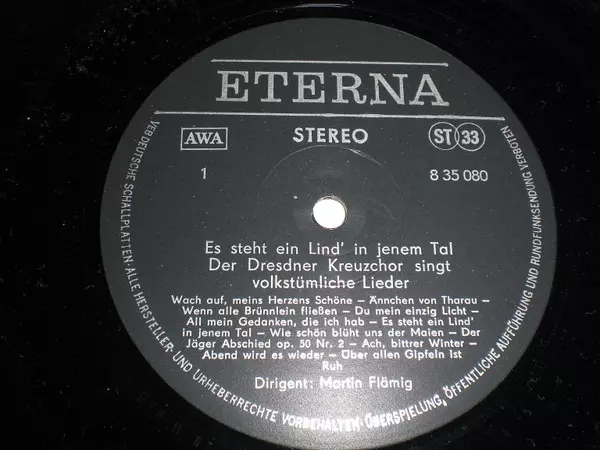 ETERNA
AWA
STEREO
ST 33
1
8 35 080
Es steht ein Lind' in jenem Tal
Der Dresdner Kreuzchor singt
volkstümliche Lieder
Wach auf, meins Herzens Schöne – Ännchen von Tharau –
Wenn alle Brünnlein fließen – Du mein einzig Licht –
All mein Gedanken, die ich hab – Es steht ein Lind'
in jenem Tal – Wie schön blüht uns der Maien – Der
Jäger Abschied op. 50 Nr. 2 – Ach, bittrer Winter –
Abend wird es wieder – Über allen Gipfeln ist
Ruh
Dirigent: Martin Flämig
VEB DEUTSCHE SCHALLPLATTEN · ALLE HERSTELLER- UND URHEBERRECHTE VORBEHALTEN · ÜBERSPIELUNG, ÖFFENTLICHE AUFFÜHRUNG UND RUNDFUNKSENDUNG VERBOTEN